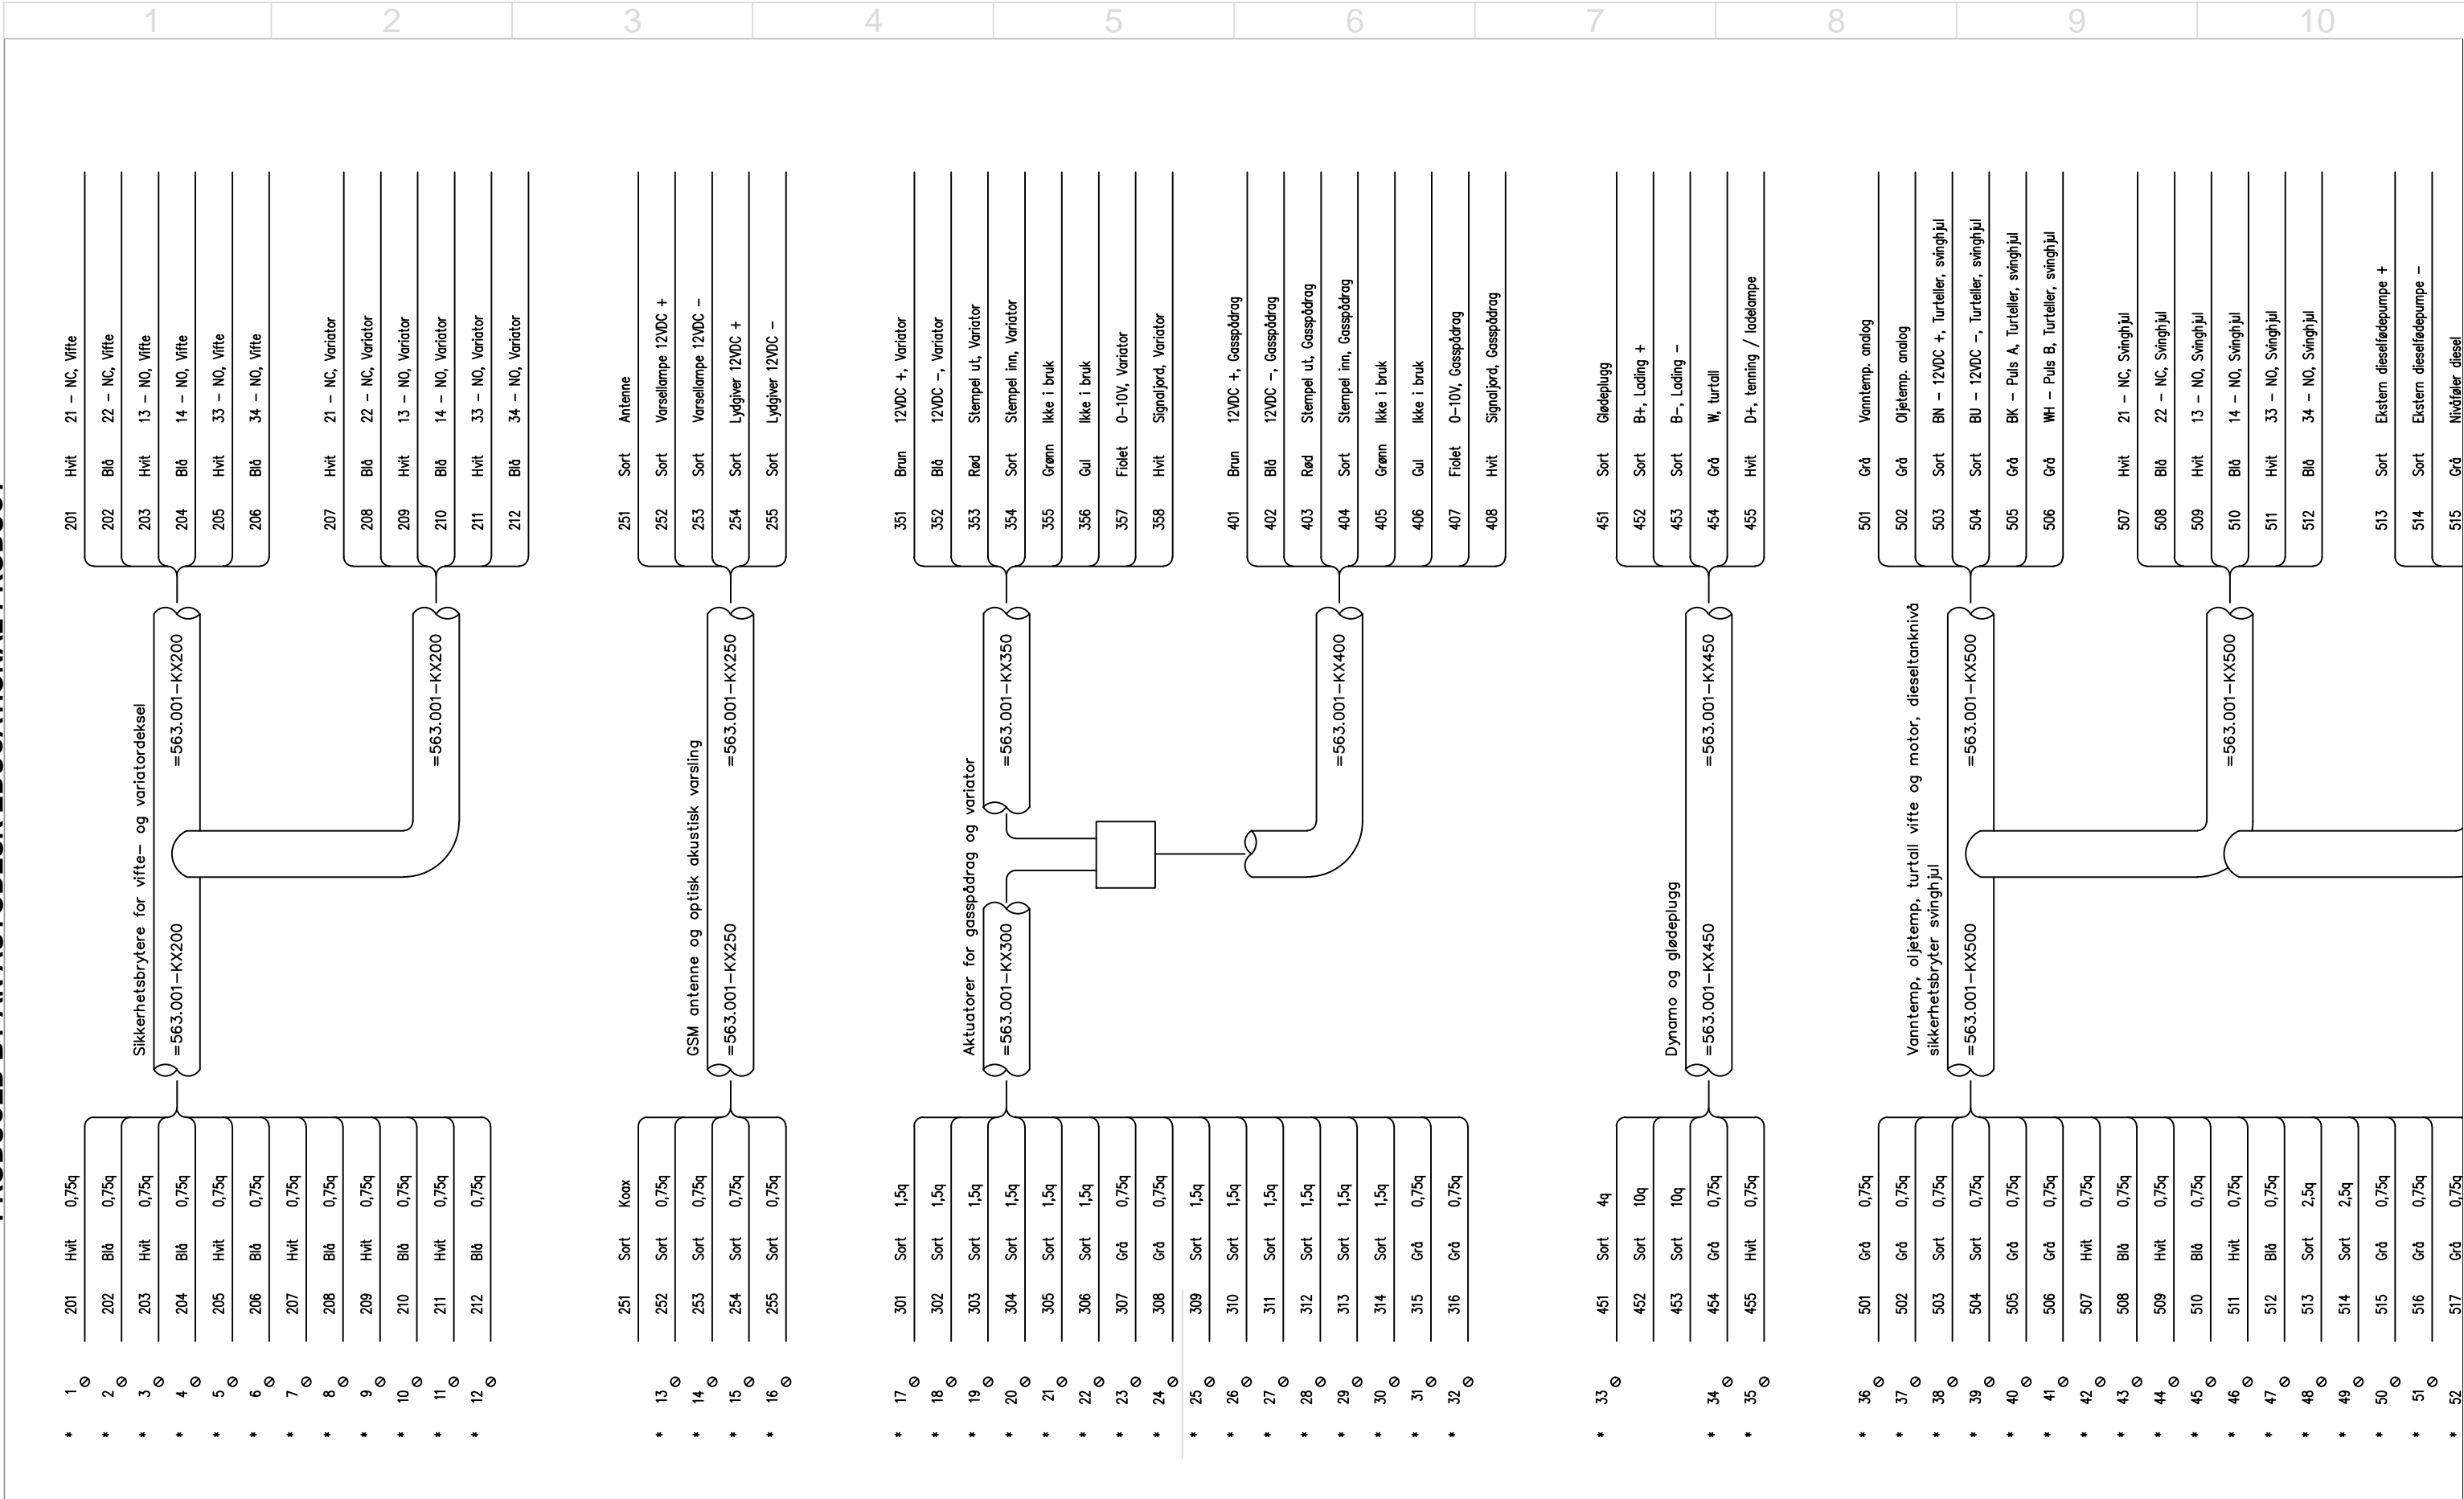 1
2
3
4
5
6
7
8
9
10
201 Hvit 21 – NC, Vifte
202 Blå 22 – NC, Vifte
203 Hvit 13 – NO, Vifte
204 Blå 14 – NO, Vifte
205 Hvit 33 – NO, Vifte
206 Blå 34 – NO, Vifte
207 Hvit 21 – NC, Variator
208 Blå 22 – NC, Variator
209 Hvit 13 – NO, Variator
210 Blå 14 – NO, Variator
211 Hvit 33 – NO, Variator
212 Blå 34 – NO, Variator
Sikkerhetsbrytere for vifte– og variatordeksel
=563.001–KX200 =563.001–KX200
=563.001–KX200
* 1 201 Hvit 0,75q
* 2 202 Blå 0,75q
* 3 203 Hvit 0,75q
* 4 204 Blå 0,75q
* 5 205 Hvit 0,75q
* 6 206 Blå 0,75q
* 7 207 Hvit 0,75q
* 8 208 Blå 0,75q
* 9 209 Hvit 0,75q
* 10 210 Blå 0,75q
* 11 211 Hvit 0,75q
* 12 212 Blå 0,75q
251 Sort Antenne
252 Sort Varsellampe 12VDC +
253 Sort Varsellampe 12VDC –
254 Sort Lydgiver 12VDC +
255 Sort Lydgiver 12VDC –
GSM antenne og optisk akustisk varsling
=563.001–KX250 =563.001–KX250
251 Sort Koax
* 13 252 Sort 0,75q
* 14 253 Sort 0,75q
* 15 254 Sort 0,75q
* 16 255 Sort 0,75q
351 Brun 12VDC +, Variator
352 Blå 12VDC –, Variator
353 Rød Stempel ut, Variator
354 Sort Stempel inn, Variator
355 Grønn Ikke i bruk
356 Gul Ikke i bruk
357 Fiolet 0–10V, Variator
358 Hvit Signaljord, Variator
401 Brun 12VDC +, Gasspådrag
402 Blå 12VDC –, Gasspådrag
403 Rød Stempel ut, Gasspådrag
404 Sort Stempel inn, Gasspådrag
405 Grønn Ikke i bruk
406 Gul Ikke i bruk
407 Fiolet 0–10V, Gasspådrag
408 Hvit Signaljord, Gasspådrag
Aktuatorer for gasspådrag og variator
=563.001–KX300 =563.001–KX350
=563.001–KX400
* 17 301 Sort 1,5q
* 18 302 Sort 1,5q
* 19 303 Sort 1,5q
* 20 304 Sort 1,5q
* 21 305 Sort 1,5q
* 22 306 Sort 1,5q
* 23 307 Grå 0,75q
* 24 308 Grå 0,75q
* 25 309 Sort 1,5q
* 26 310 Sort 1,5q
* 27 311 Sort 1,5q
* 28 312 Sort 1,5q
* 29 313 Sort 1,5q
* 30 314 Sort 1,5q
* 31 315 Grå 0,75q
* 32 316 Grå 0,75q
451 Sort Glødeplugg
452 Sort B+, Lading +
453 Sort B–, Lading –
454 Grå W, turtall
455 Hvit D+, tenning / ladelampe
Dynamo og glødeplugg
=563.001–KX450 =563.001–KX450
* 33 451 Sort 4q
452 Sort 10q
453 Sort 10q
* 34 454 Grå 0,75q
* 35 455 Hvit 0,75q
501 Grå Vanntemp. analog
502 Grå Oljetemp. analog
503 Sort BN – 12VDC +, Turteller, svinghjul
504 Sort BU – 12VDC –, Turteller, svinghjul
505 Grå BK – Puls A, Turteller, svinghjul
506 Grå WH – Puls B, Turteller, svinghjul
507 Hvit 21 – NC, Svinghjul
508 Blå 22 – NC, Svinghjul
509 Hvit 13 – NO, Svinghjul
510 Blå 14 – NO, Svinghjul
511 Hvit 33 – NO, Svinghjul
512 Blå 34 – NO, Svinghjul
513 Sort Ekstern dieselfødepumpe +
514 Sort Ekstern dieselfødepumpe –
515 Grå Nivåføler diesel
Vanntemp, oljetemp, turtall vifte og motor, dieseltanknivå
sikkerhetsbryter svinghjul
=563.001–KX500 =563.001–KX500
=563.001–KX500
* 36 501 Grå 0,75q
* 37 502 Grå 0,75q
* 38 503 Sort 0,75q
* 39 504 Sort 0,75q
* 40 505 Grå 0,75q
* 41 506 Grå 0,75q
* 42 507 Hvit 0,75q
* 43 508 Blå 0,75q
* 44 509 Hvit 0,75q
* 45 510 Blå 0,75q
* 46 511 Hvit 0,75q
* 47 512 Blå 0,75q
* 48 513 Sort 2,5q
* 49 514 Sort 2,5q
* 50 515 Grå 0,75q
* 51 516 Grå 0,75q
* 52 517 Grå 0,75q